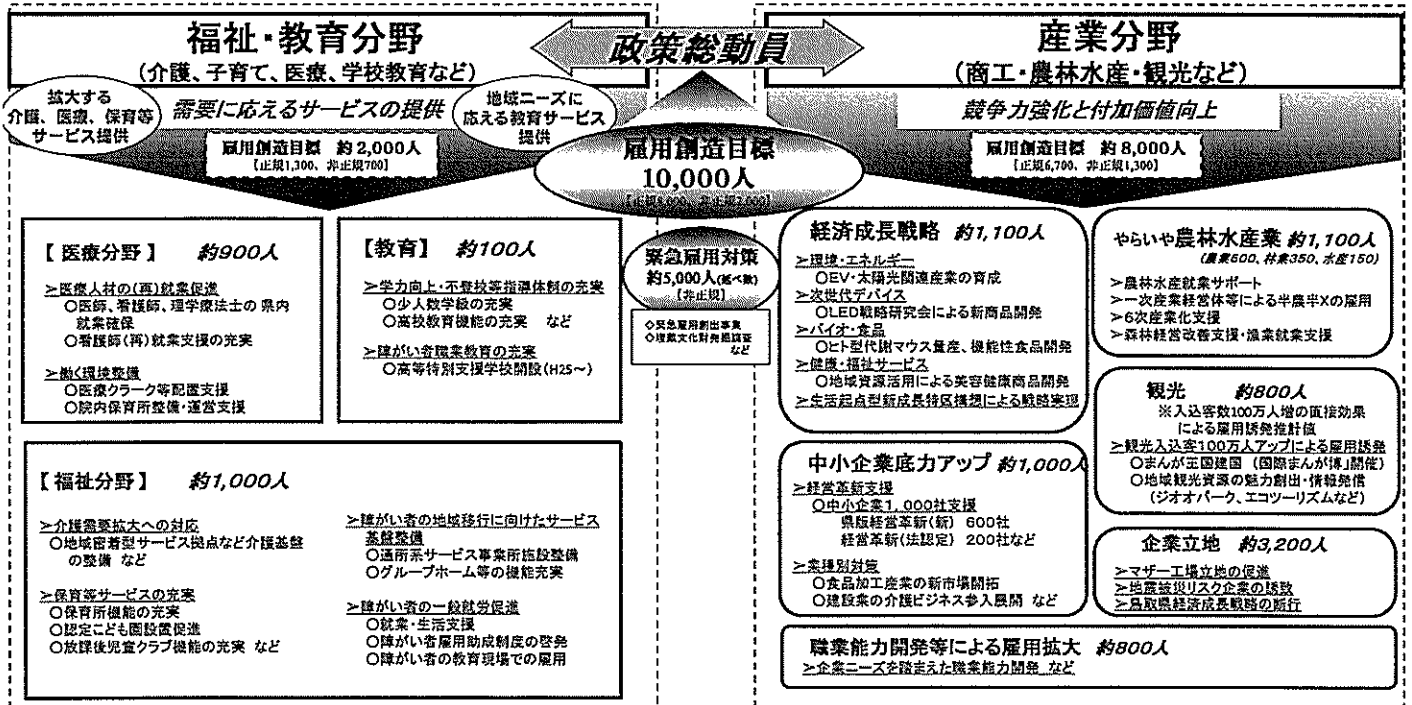 福祉・教育分野
(介護、子育て、医療、学校教育など)
政策総動員
産業分野
(商工・農林水産・観光など)
拡大する
介護、医療、保育等
サービス提供
需要に応えるサービスの提供
地域ニーズに
応える教育サービス
提供
雇用創造目標 約2,000人
[正規1,300、非正規700]
競争力強化と付加価値向上
雇用創造目標 約8,000人
[正規6,700、非正規1,300]
雇用創造目標
10,000人
[正規8,000、非正規2,000]
緊急雇用対策
約5,000人(延べ数)
[非正規]
◇緊急雇用創出事業
◇埋蔵文化財発掘調査
など
【医療分野】 約900人
➢医療人材の(再)就業促進
○医師、看護師、理学療法士の県内
就業確保
○看護師(再)就業支援の充実
➢働く環境整備
○医療クラーク等配置支援
○院内保育所整備・運営支援
【教育】 約100人
➢学力向上・不登校等指導体制の充実
○少人数学級の充実
○高校教育機能の充実 など
➢障がい者職業教育の充実
○高等特別支援学校開設(H25~)
【福祉分野】 約1,000人
➢介護需要拡大への対応
○地域密着型サービス拠点など介護基盤
の整備 など
➢保育等サービスの充実
○保育所機能の充実
○認定こども園設置促進
○放課後児童クラブ機能の充実 など
➢障がい者の地域移行に向けたサービス
基盤整備
○通所系サービス事業所施設整備
○グループホーム等の機能充実
➢障がい者の一般就労促進
○就業・生活支援
○障がい者雇用助成制度の啓発
○障がい者の教育現場での雇用
経済成長戦略 約1,100人
➢環境・エネルギー
○EV・太陽光関連産業の育成
➢次世代デバイス
○LED戦略研究会による新商品開発
➢バイオ・食品
○ヒト型代謝マウス量産、機能性食品開発
➢健康・福祉サービス
○地域資源活用による美容健康商品開発
➢生活起点型新成長特区構想による戦略実現
中小企業底力アップ 約1,000人
➢経営革新支援
○中小企業1,000社支援
県版経営革新(新) 600社
経営革新(法認定) 200社など
➢業種別対策
○食品加工産業の新市場開拓
○建設業の介護ビジネス参入展開 など
やらいや農林水産業 約1,100人
(農業600、林業350、水産150)
➢農林水産就業サポート
➢一次産業経営体等による半農半Xの雇用
➢6次産業化支援
➢森林経営改善支援・漁業就業支援
観光 約800人
※入込客数100万人増の直接効果
による雇用誘発推計値
➢観光入込客100万人アップによる雇用誘発
○まんが王国建国 (「国際まんが博」開催)
○地域観光資源の魅力創出・情報発信
(ジオパーク、エコツーリズムなど)
企業立地 約3,200人
➢マザー工場立地の促進
➢地震被災リスク企業の誘致
➢鳥取県経済成長戦略の断行
職業能力開発等による雇用拡大 約800人
➢企業ニーズを踏まえた職業能力開発 など